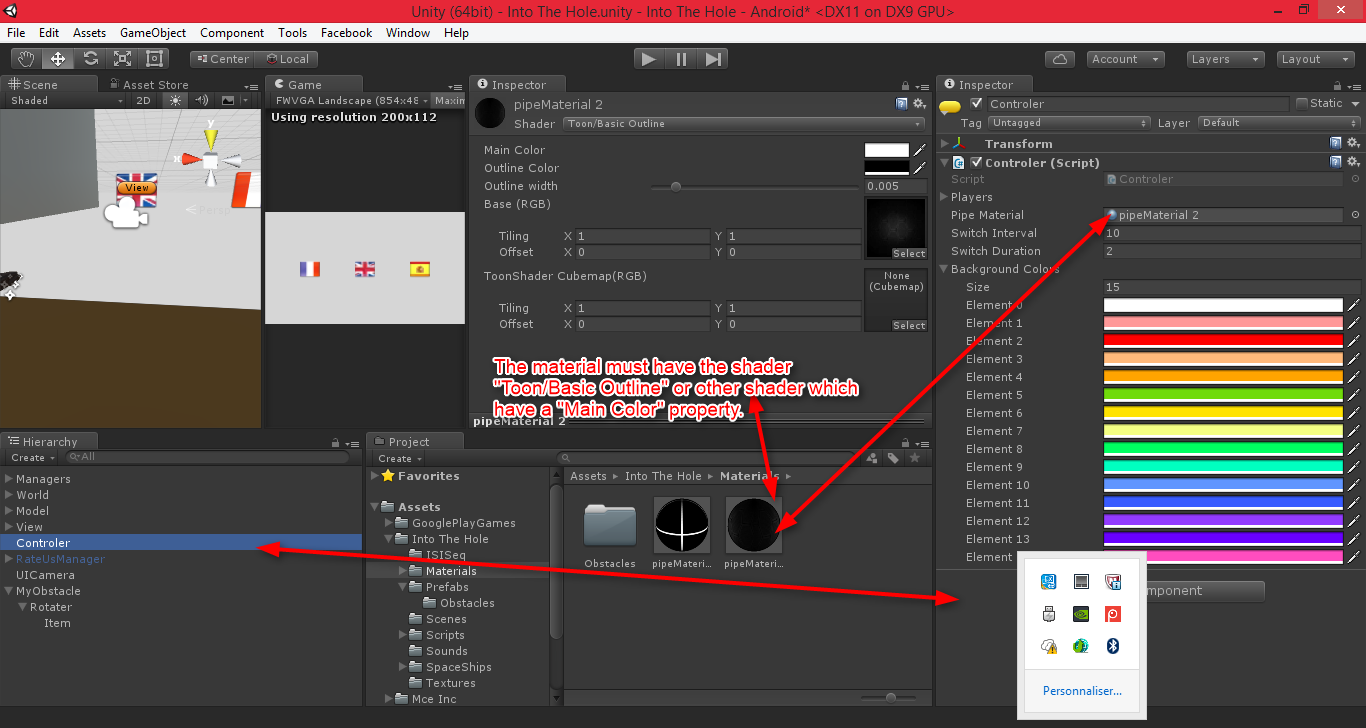 Unity (64bit) - Into The Hole.unity - Into The Hole - Android* <DX11 on DX9 GPU>
File Edit Assets GameObject Component Tools Facebook Window Help
Center Local
Account Layers Layout
Scene Asset Store
Shaded 2D
y
x
View
Persp
Game
FWVGA Landscape (854x48 Maxim
Using resolution 200x112
Inspector
pipeMaterial 2
Shader Toon/Basic Outline
Main Color
Outline Color
Outline width 0.005
Base (RGB)
Tiling X 1 Y 1
Offset X 0 Y 0
Select
ToonShader Cubemap(RGB)
None
(Cubemap)
Tiling X 1 Y 1
Offset X 0 Y 0
Select
The material must have the shader
"Toon/Basic Outline" or other shader which
have a "Main Color" property.
pipeMaterial 2
Inspector
Controler Static
Tag Untagged Layer Default
Transform
Controler (Script)
Script Controler
Players
Pipe Material pipeMaterial 2
Switch Interval 10
Switch Duration 2
Background Colors
Size 15
Element 0
Element 1
Element 2
Element 3
Element 4
Element 5
Element 6
Element 7
Element 8
Element 9
Element 10
Element 11
Element 12
Element 13
Element
ponent
Personnaliser...
Hierarchy
Create All
Managers
World
Model
View
Controler
RateUsManager
UICamera
MyObstacle
Rotater
Item
Project
Create
Favorites
Assets
GooglePlayGames
Into The Hole
ISISeq
Materials
Prefabs
Obstacles
Scenes
Scripts
Sounds
SpaceShips
Textures
Mce Inc
Assets Into The Hole Materials
Obstacles pipeMateri... pipeMateri...